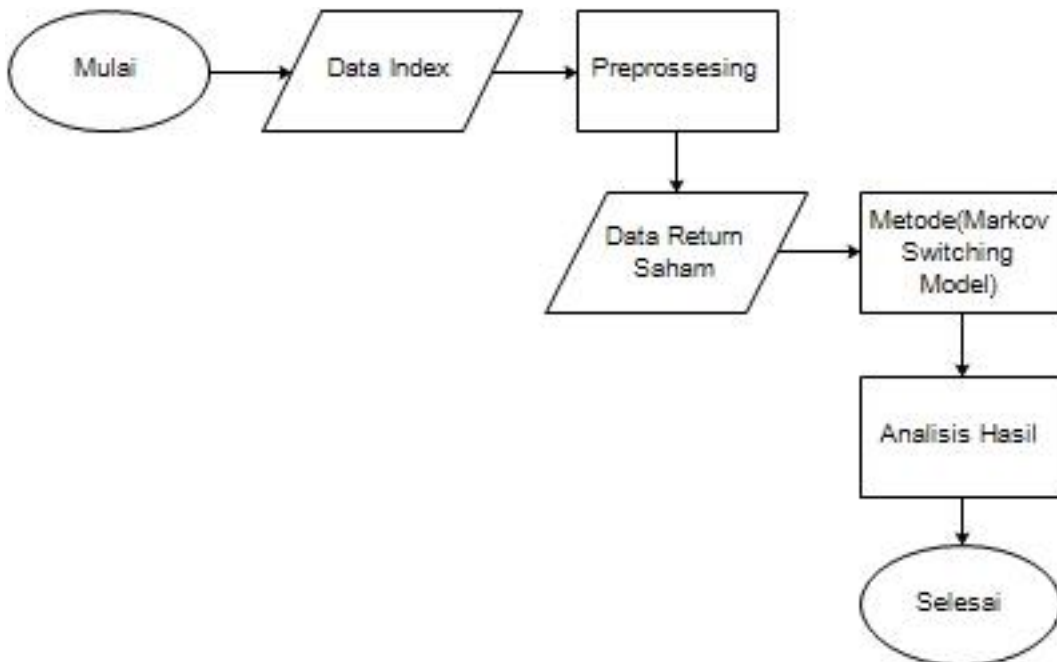 Mulai
Data Index
Preprossesing
Data Return
Saham
Metode(Markov
Switching
Model)
Analisis Hasil
Selesai